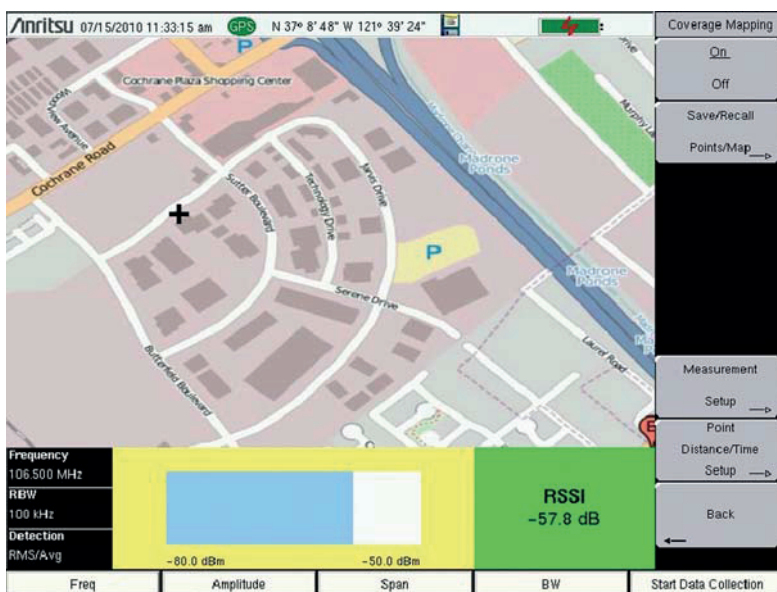 Anritsu 07/15/2010 11:33:15 am GPS N 37° 8' 48" W 121° 39' 24"
Coverage Mapping
On
Off
Save/Recall
Points/Map
Measurement
Setup
Point
Distance/Time
Setup
Back
P
Cochrane Plaza Shopping Center
Cochrane Road
Madrone
Ponds
Jarvis Drive
Sutter Boulevard
Technology Drive
P
Madrone
Ponds
Serene Drive
Butterfield Boulevard
Laurel Road
E
Frequency
106.500 MHz
RBW
100 kHz
Detection
RMS/Avg
-80.0 dBm
-50.0 dBm
RSSI
-57.8 dB
Freq
Amplitude
Span
BW
Start Data Collection